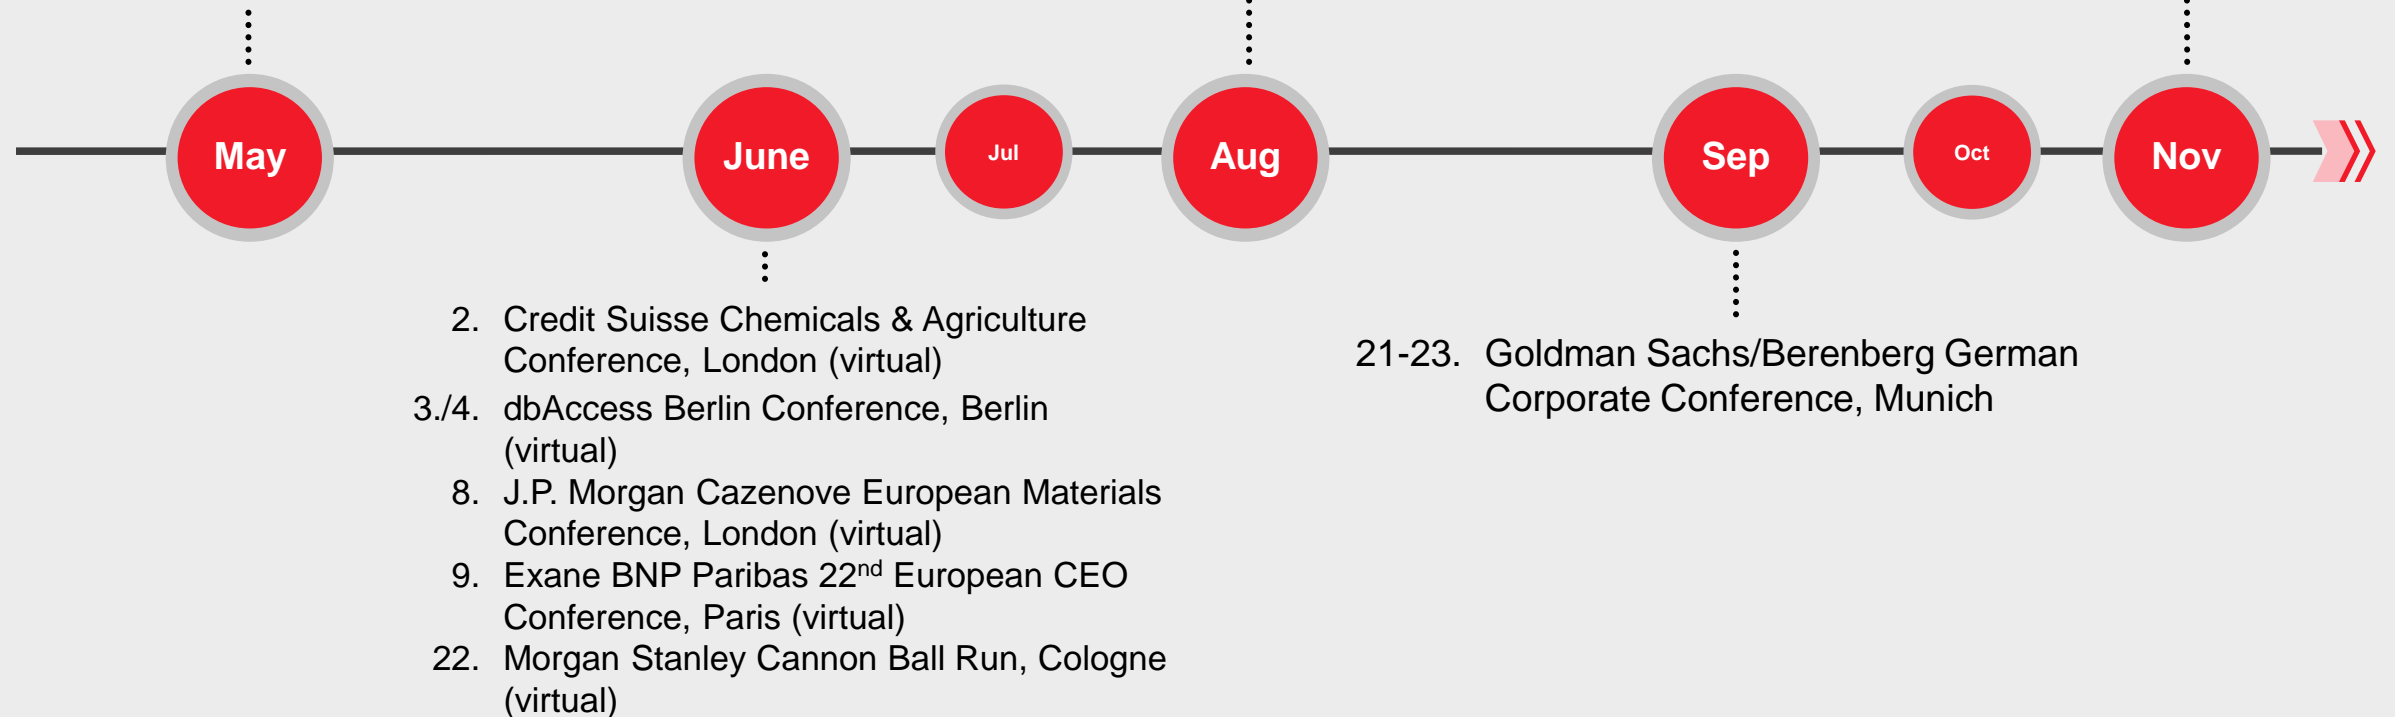 May
June
Jul
Aug
Sep
Oct
Nov
2. Credit Suisse Chemicals & Agriculture
Conference, London (virtual)
3./4. dbAccess Berlin Conference, Berlin
(virtual)
8. J.P. Morgan Cazenove European Materials
Conference, London (virtual)
9. Exane BNP Paribas 22nd European CEO
Conference, Paris (virtual)
22. Morgan Stanley Cannon Ball Run, Cologne
(virtual)
21-23. Goldman Sachs/Berenberg German
Corporate Conference, Munich